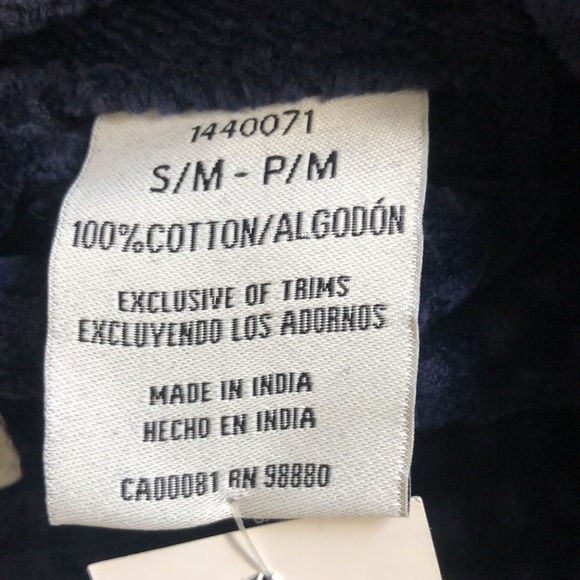 1440071
S/M - P/M
100%COTTON/ALGODÓN
EXCLUSIVE OF TRIMS
EXCLUYENDO LOS ADORNOS
MADE IN INDIA
HECHO EN INDIA
CA00081 RN 98880